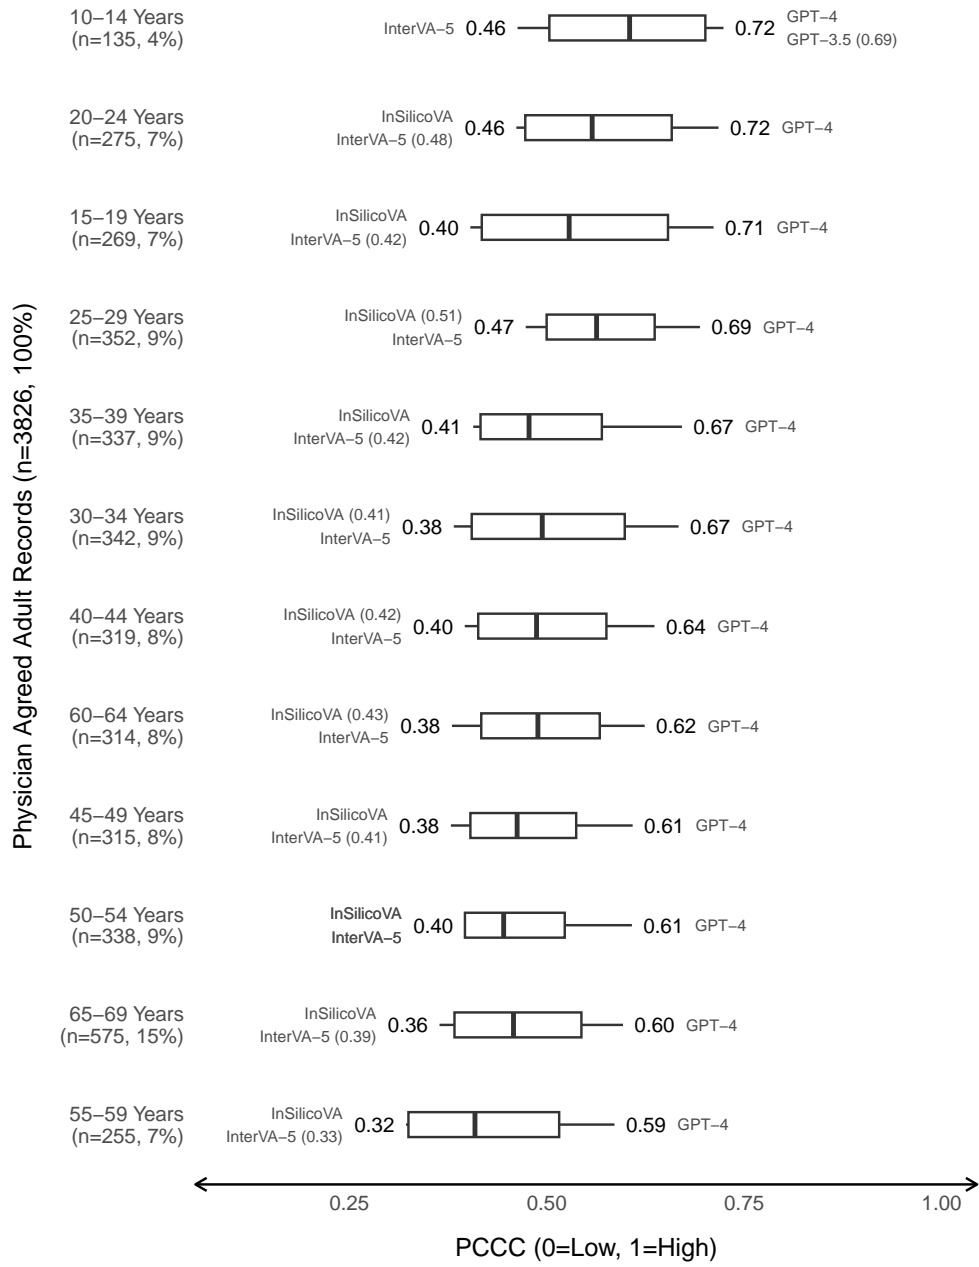 Physician Agreed Adult Records (n=3826, 100%)
10–14 Years
(n=135, 4%)
InterVA–5
0.46
0.72
GPT–4
GPT–3.5 (0.69)
20–24 Years
(n=275, 7%)
InSilicoVA
InterVA–5 (0.48)
0.46
0.72
GPT–4
15–19 Years
(n=269, 7%)
InSilicoVA
InterVA–5 (0.42)
0.40
0.71
GPT–4
25–29 Years
(n=352, 9%)
InSilicoVA (0.51)
InterVA–5
0.47
0.69
GPT–4
35–39 Years
(n=337, 9%)
InSilicoVA
InterVA–5 (0.42)
0.41
0.67
GPT–4
30–34 Years
(n=342, 9%)
InSilicoVA (0.41)
InterVA–5
0.38
0.67
GPT–4
40–44 Years
(n=319, 8%)
InSilicoVA (0.42)
InterVA–5
0.40
0.64
GPT–4
60–64 Years
(n=314, 8%)
InSilicoVA (0.43)
InterVA–5
0.38
0.62
GPT–4
45–49 Years
(n=315, 8%)
InSilicoVA
InterVA–5 (0.41)
0.38
0.61
GPT–4
50–54 Years
(n=338, 9%)
InSilicoVA
InterVA–5
0.40
0.61
GPT–4
65–69 Years
(n=575, 15%)
InSilicoVA
InterVA–5 (0.39)
0.36
0.60
GPT–4
55–59 Years
(n=255, 7%)
InSilicoVA
InterVA–5 (0.33)
0.32
0.59
GPT–4
0.25
0.50
0.75
1.00
PCCC (0=Low, 1=High)